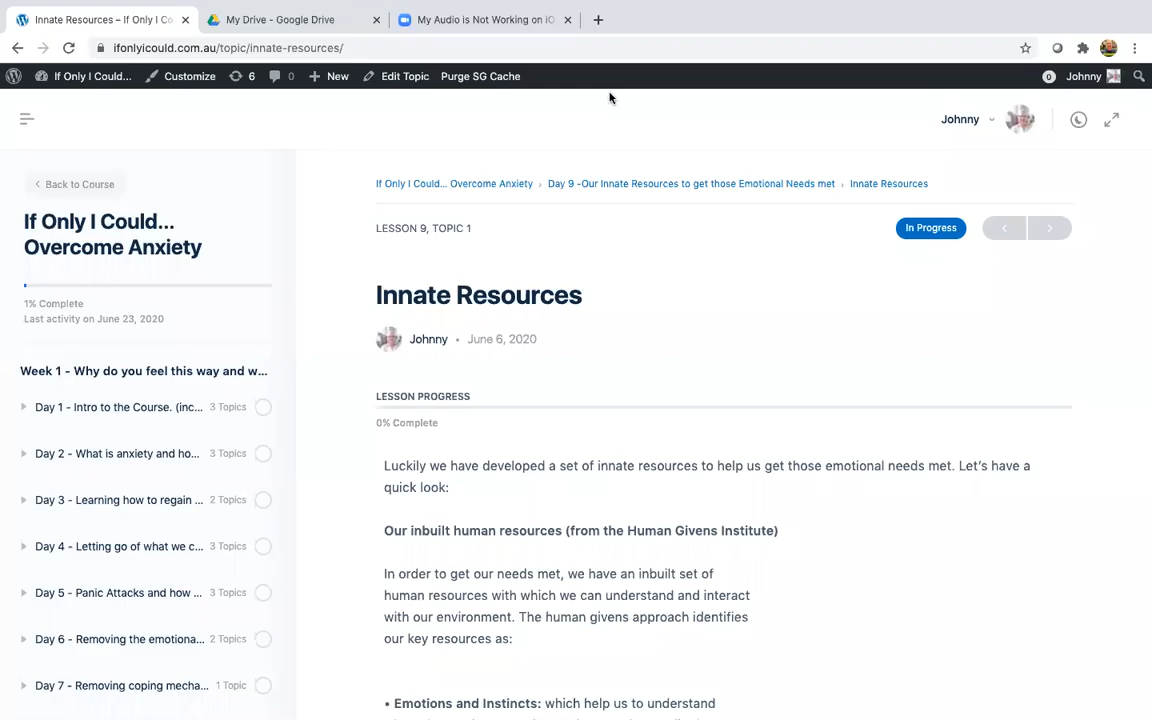 Innate Resources – If Only I Co
My Drive - Google Drive
My Audio is Not Working on iO
ifonlyicould.com.au/topic/innate-resources/
If Only I Could... Customize 6 0 New Edit Topic Purge SG Cache 0 Johnny
Johnny
Back to Course
If Only I Could...
Overcome Anxiety
1% Complete
Last activity on June 23, 2020
Week 1 - Why do you feel this way and w...
Day 1 - Intro to the Course. (inc... 3 Topics
Day 2 - What is anxiety and ho... 3 Topics
Day 3 - Learning how to regain ... 2 Topics
Day 4 - Letting go of what we c... 3 Topics
Day 5 - Panic Attacks and how ... 3 Topics
Day 6 - Removing the emotiona... 2 Topics
Day 7 - Removing coping mecha... 1 Topic
If Only I Could... Overcome Anxiety › Day 9 -Our Innate Resources to get those Emotional Needs met › Innate Resources
LESSON 9, TOPIC 1
In Progress
Innate Resources
Johnny • June 6, 2020
LESSON PROGRESS
0% Complete
Luckily we have developed a set of innate resources to help us get those emotional needs met. Let's have a
quick look:
Our inbuilt human resources (from the Human Givens Institute)
In order to get our needs met, we have an inbuilt set of
human resources with which we can understand and interact
with our environment. The human givens approach identifies
our key resources as:
• Emotions and Instincts: which help us to understand